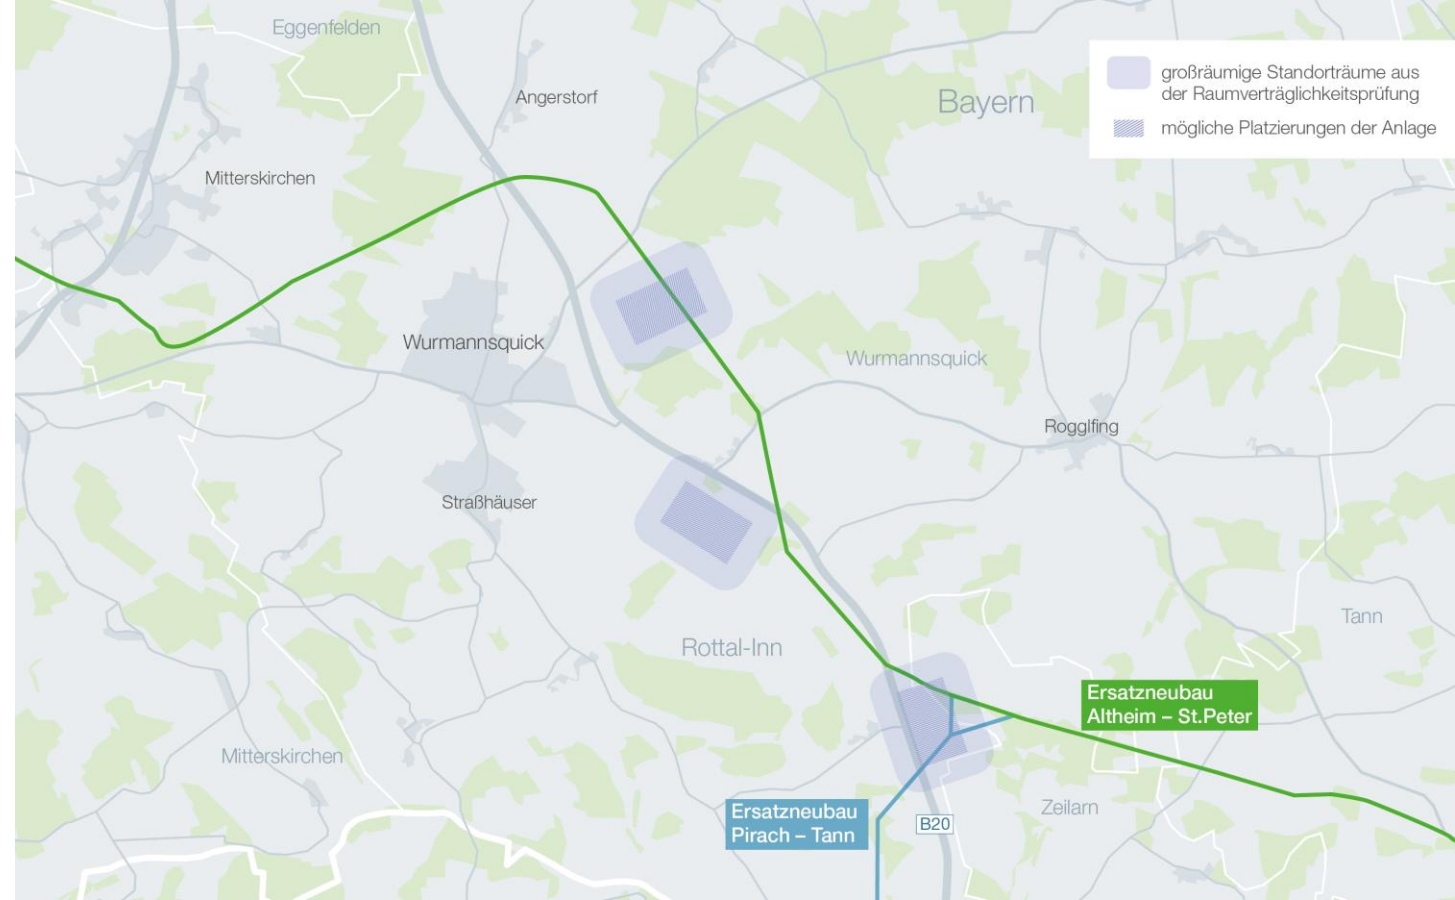 Eggenfelden
Angerstorf
Bayern
großräumige Standorträume aus
der Raumverträglichkeitsprüfung
mögliche Platzierungen der Anlage
Mitterskirchen
Wurmannsquick
Wurmannsquick
Rogglfing
Straßhäuser
Tann
Rottal-Inn
Ersatzneubau
Altheim – St.Peter
Mitterskirchen
Zeilarn
Ersatzneubau
Pirach – Tann
B20